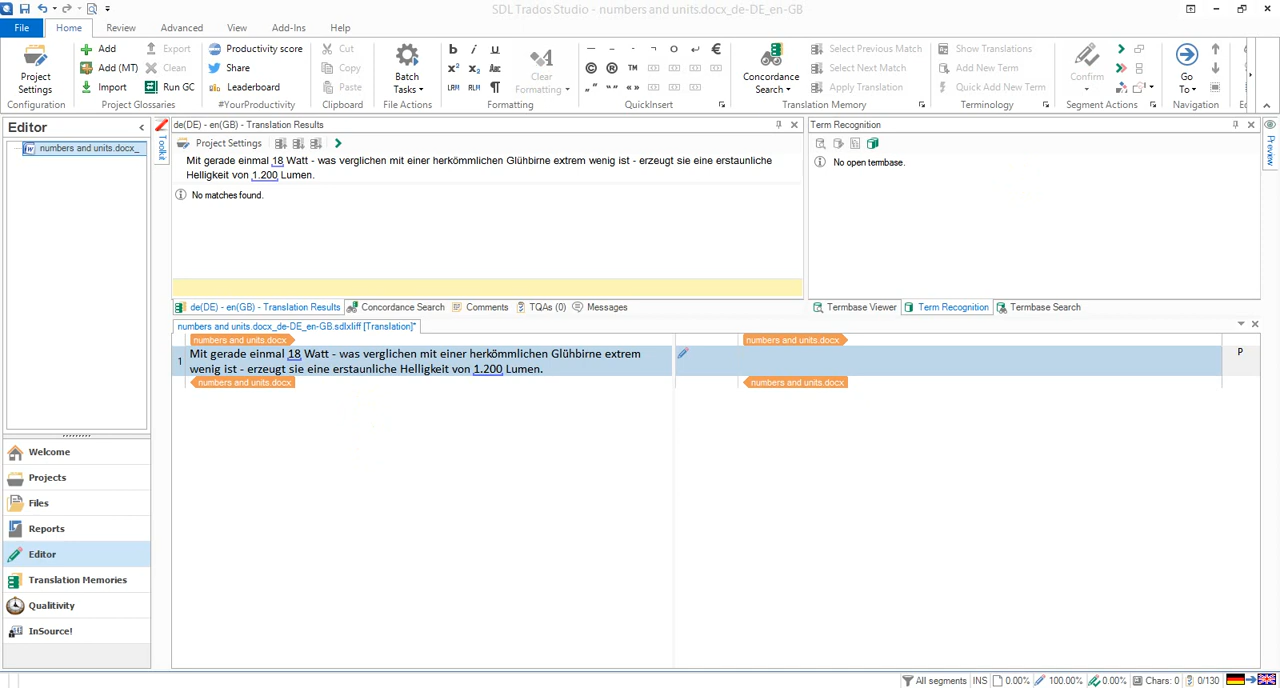 SDL Trados Studio - numbers and units.docx_de-DE_en-GB
File Home Review Advanced View Add-Ins Help
Add Export Productivity score Cut b i u Select Previous Match Show Translations
Add (MT) Clean Share Copy x² x₂ Aa © ® TM Select Next Match Add New Term
Import Run GC Leaderboard Paste LRM RLM ¶ „ “ “ ” « » Apply Translation Quick Add New Term
Project Settings Batch Tasks Clear Formatting Concordance Search Confirm Go To
Configuration Project Glossaries #YourProductivity Clipboard File Actions Formatting QuickInsert Translation Memory Terminology Segment Actions Navigation
Editor
numbers and units.docx_
Toolkit
de(DE) - en(GB) - Translation Results
Project Settings
Mit gerade einmal 18 Watt - was verglichen mit einer herkömmlichen Glühbirne extrem wenig ist - erzeugt sie eine erstaunliche
Helligkeit von 1.200 Lumen.
No matches found.
Term Recognition
No open termbase.
Preview
de(DE) - en(GB) - Translation Results Concordance Search Comments TQAs (0) Messages
Termbase Viewer Term Recognition Termbase Search
numbers and units.docx_de-DE_en-GB.sdlxliff [Translation]*
numbers and units.docx numbers and units.docx
1 Mit gerade einmal 18 Watt - was verglichen mit einer herkömmlichen Glühbirne extrem P
wenig ist - erzeugt sie eine erstaunliche Helligkeit von 1.200 Lumen.
numbers and units.docx numbers and units.docx
Welcome
Projects
Files
Reports
Editor
Translation Memories
Qualitivity
InSource!
All segments INS 0.00% 100.00% 0.00% Chars: 0 0/130